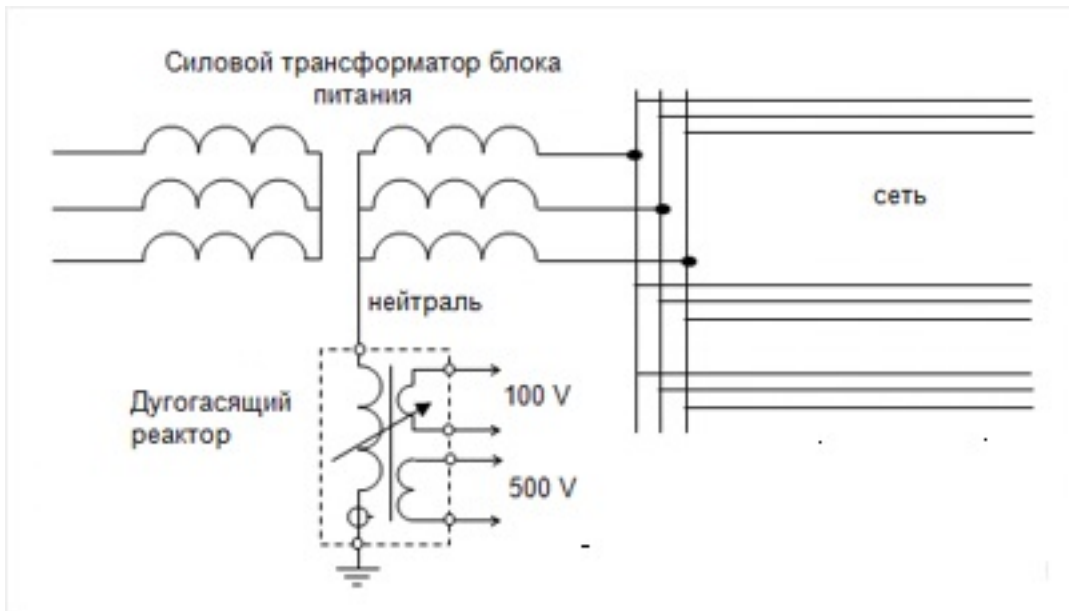 Силовой трансформатор блока
питания
сеть
нейтраль
Дугогасящий
реактор
100 V
500 V